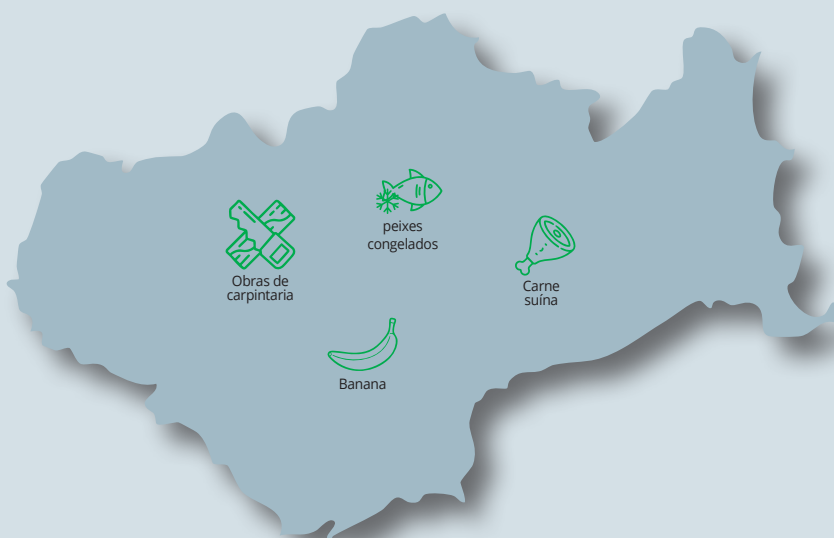 peixes
congelados
Obras de
carpintaria
Carne
suína
Banana